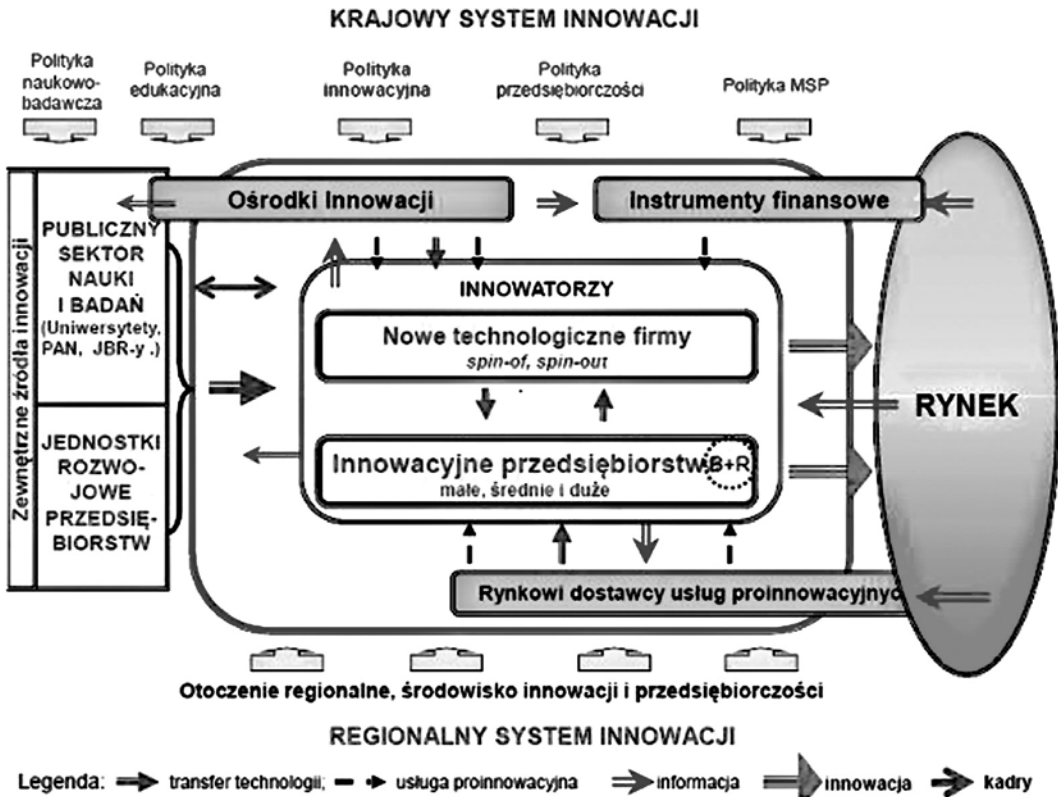 KRAJOWY SYSTEM INNOWACJI
Polityka
naukowo-
badawcza
Polityka
edukacyjna
Polityka
innowacyjna
Polityka
przedsiębiorczości
Polityka MSP
Zewnętrzne źródła innowacji
PUBLICZNY
SEKTOR
NAUKI
I BADAŃ
(Uniwersytety,
PAN, JBR-y .)
JEDNOSTKI
ROZWO-
JOWE
PRZEDSIĘ-
BIORSTW
Ośrodki Innowacji
Instrumenty finansowe
INNOWATORZY
Nowe technologiczne firmy
spin-of, spin-out
Innowacyjne przedsiębiorstw
B+R
małe, średnie i duże
RYNEK
Rynkowi dostawcy usług proinnowacyjnyc
Otoczenie regionalne, środowisko innowacji i przedsiębiorczości
REGIONALNY SYSTEM INNOWACJI
Legenda: transfer technologii; usługa proinnowacyjna informacja innowacja kadry